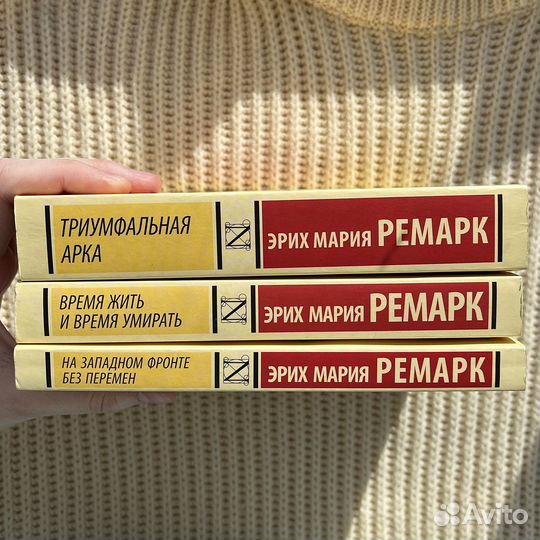 ТРИУМФАЛЬНАЯ
АРКА
ЭРИХ МАРИЯ РЕМАРК
ВРЕМЯ ЖИТЬ
И ВРЕМЯ УМИРАТЬ
ЭРИХ МАРИЯ РЕМАРК
НА ЗАПАДНОМ ФРОНТЕ
БЕЗ ПЕРЕМЕН
ЭРИХ МАРИЯ РЕМАРК
Avito